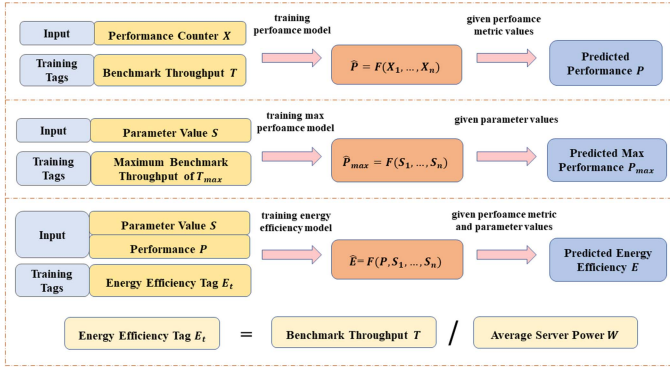 training
perfoamce model
given perfoamce
metric values
Input
Performance Counter X
Training
Tags
Benchmark Throughput T
P̂ = F(X₁, ..., Xₙ)
Predicted
Performance P
training max
perfoamce model
given parameter values
Input
Parameter Value S
Training
Tags
Maximum Benchmark
Throughput of Tₘₐₓ
P̂ₘₐₓ = F(S₁, ..., Sₙ)
Predicted Max
Performance Pₘₐₓ
training energy
efficiency model
given perfoamce metric
and parameter values
Input
Parameter Value S
Performance P
Training
Tags
Energy Efficiency Tag Eₜ
Ê = F(P, S₁, ..., Sₙ)
Predicted Energy
Efficiency E
Energy Efficiency Tag Eₜ = Benchmark Throughput T / Average Server Power W